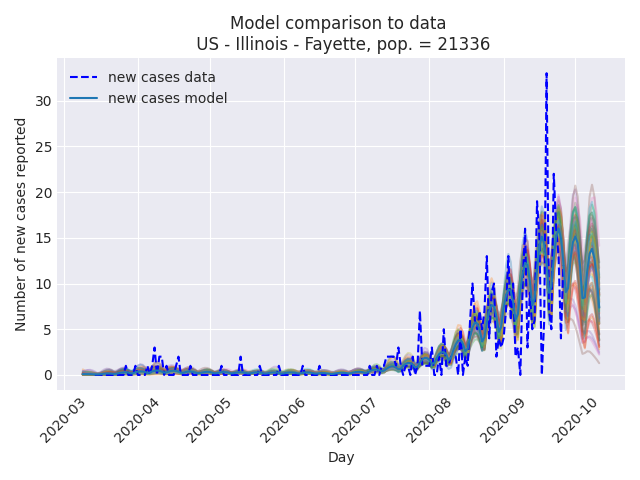 Model comparison to data
US - Illinois - Fayette, pop. = 21336
new cases data
new cases model
Number of new cases reported
30
25
20
15
10
5
0
2020-03
2020-04
2020-05
2020-06
2020-07
2020-08
2020-09
2020-10
Day